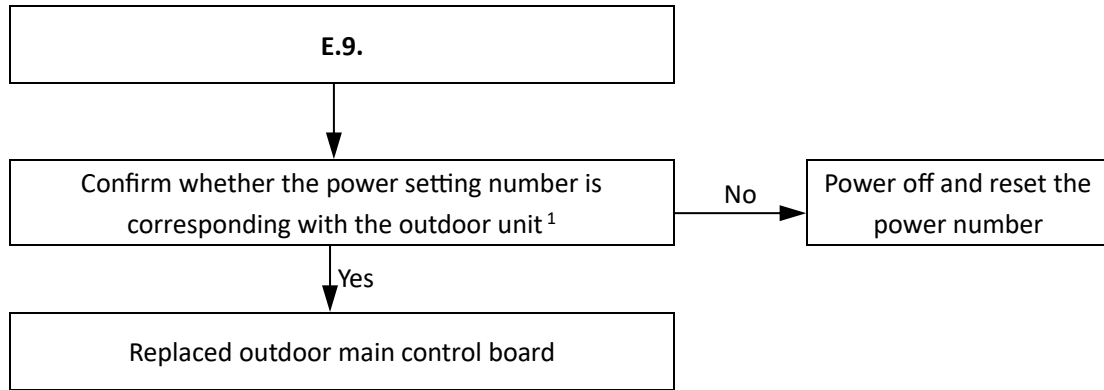 E.9.
Confirm whether the power setting number is
corresponding with the outdoor unit 1
No
Power off and reset the
power number
Yes
Replaced outdoor main control board